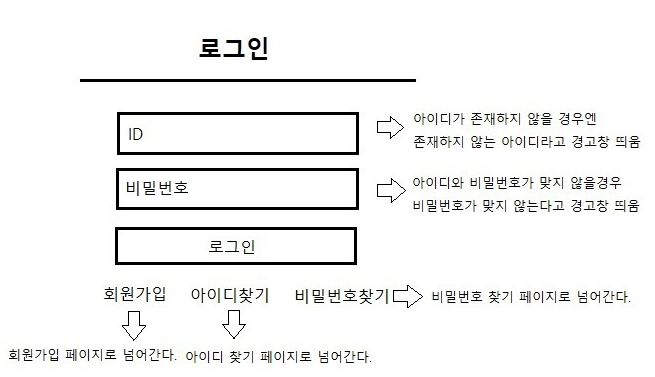 로그인
ID
아이디가 존재하지 않을 경우엔
존재하지 않는 아이디라고 경고창 띄움
비밀번호
아이디와 비밀번호가 맞지 않을경우
비밀번호가 맞지 않는다고 경고창 띄움
로그인
회원가입 아이디찾기 비밀번호찾기 비밀번호 찾기 페이지로 넘어간다.
회원가입 페이지로 넘어간다. 아이디 찾기 페이지로 넘어간다.